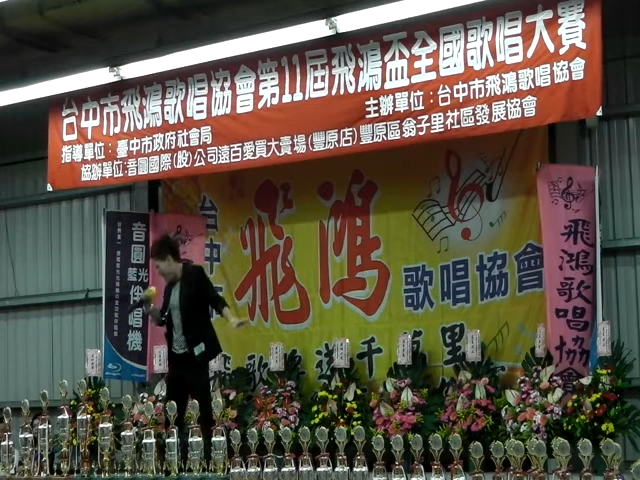 台中市飛鴻歌唱協會第11屆飛鴻盃全國歌唱大賽
指導單位：臺中市政府社會局
主辦單位：台中市飛鴻歌唱協會
協辦單位:音圓國際(股)公司遠百愛買大賣場(豐原店)豐原區翁子里社區發展協會
台中
飛鴻
歌唱協會
音圓
藍光
伴唱機
飛鴻歌唱協會